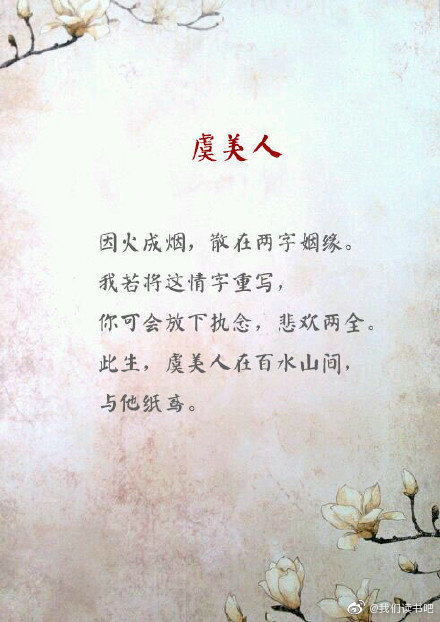 虞美人
因火成烟，散在两字姻缘。
我若将这情字重写，
你可会放下执念，悲欢两全。
此生，虞美人在百水山间，
与他纸鸢。
@我们读书吧